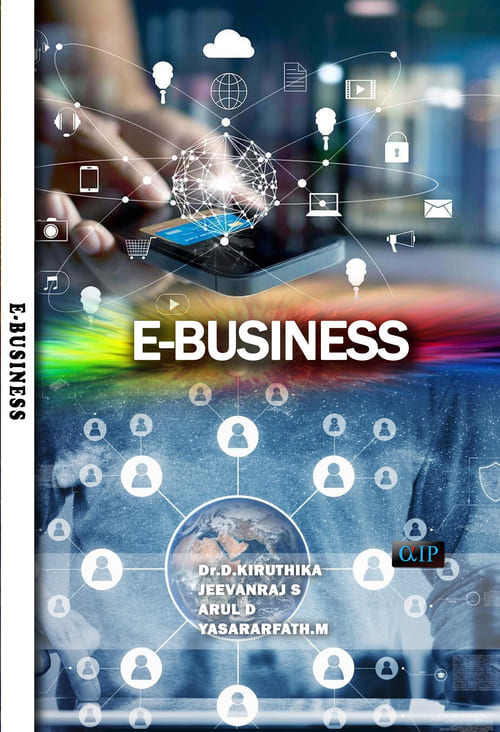 E-BUSINESS
E-BUSINESS
αIP
Dr.D.KIRUTHIKA
JEEVANRAJ S
ARUL D
YASARARFATH.M